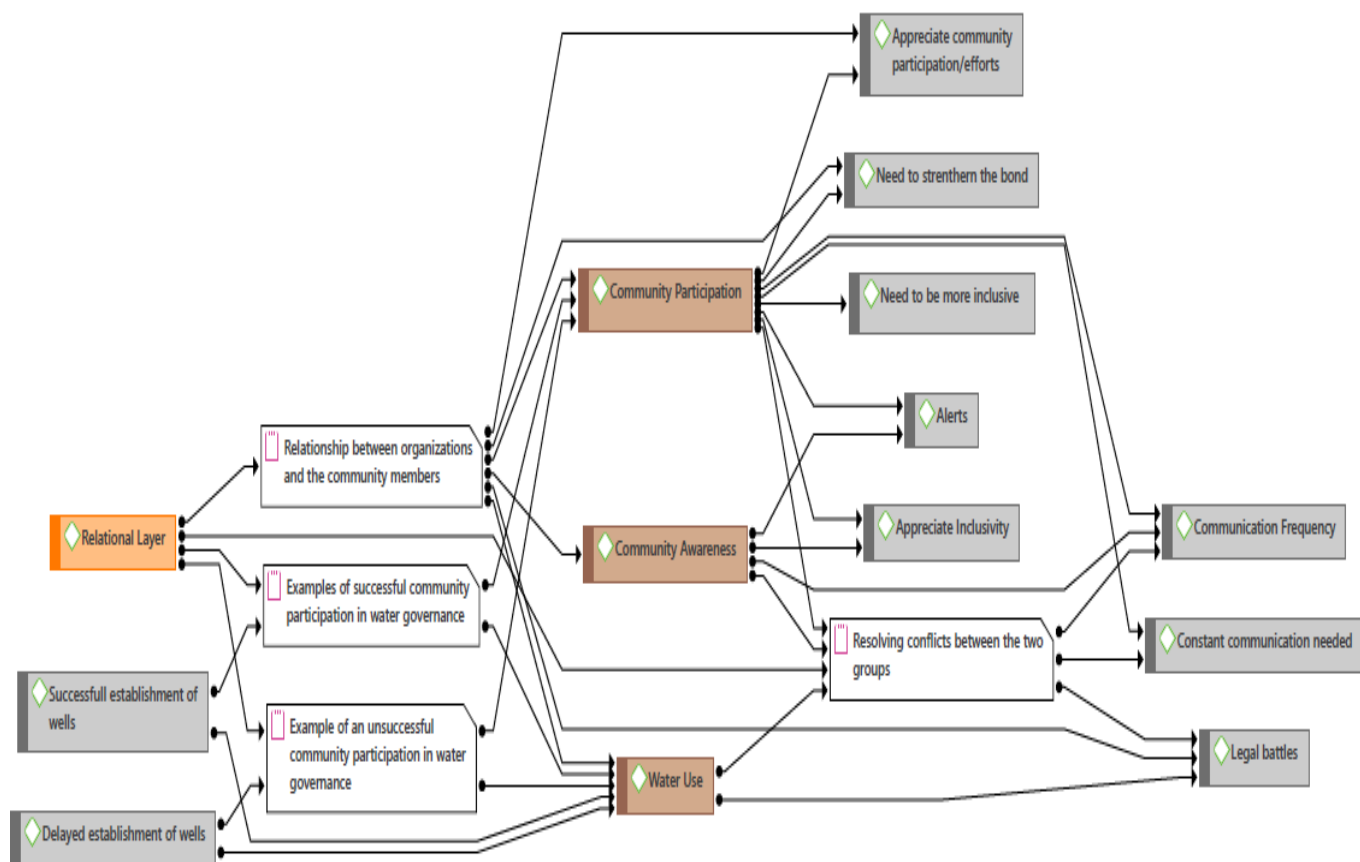 Appreciate community
participation/efforts
Need to strenthern the bond
Community Participation
Need to be more inclusive
Alerts
Relationship between organizations
and the community members
Appreciate Inclusivity
Communication Frequency
Relational Layer
Community Awareness
Examples of successful community
participation in water governance
Resolving conflicts between the two
groups
Constant communication needed
Successfull establishment of
wells
Example of an unsuccessful
community participation in water
governance
Legal battles
Water Use
Delayed establishment of wells